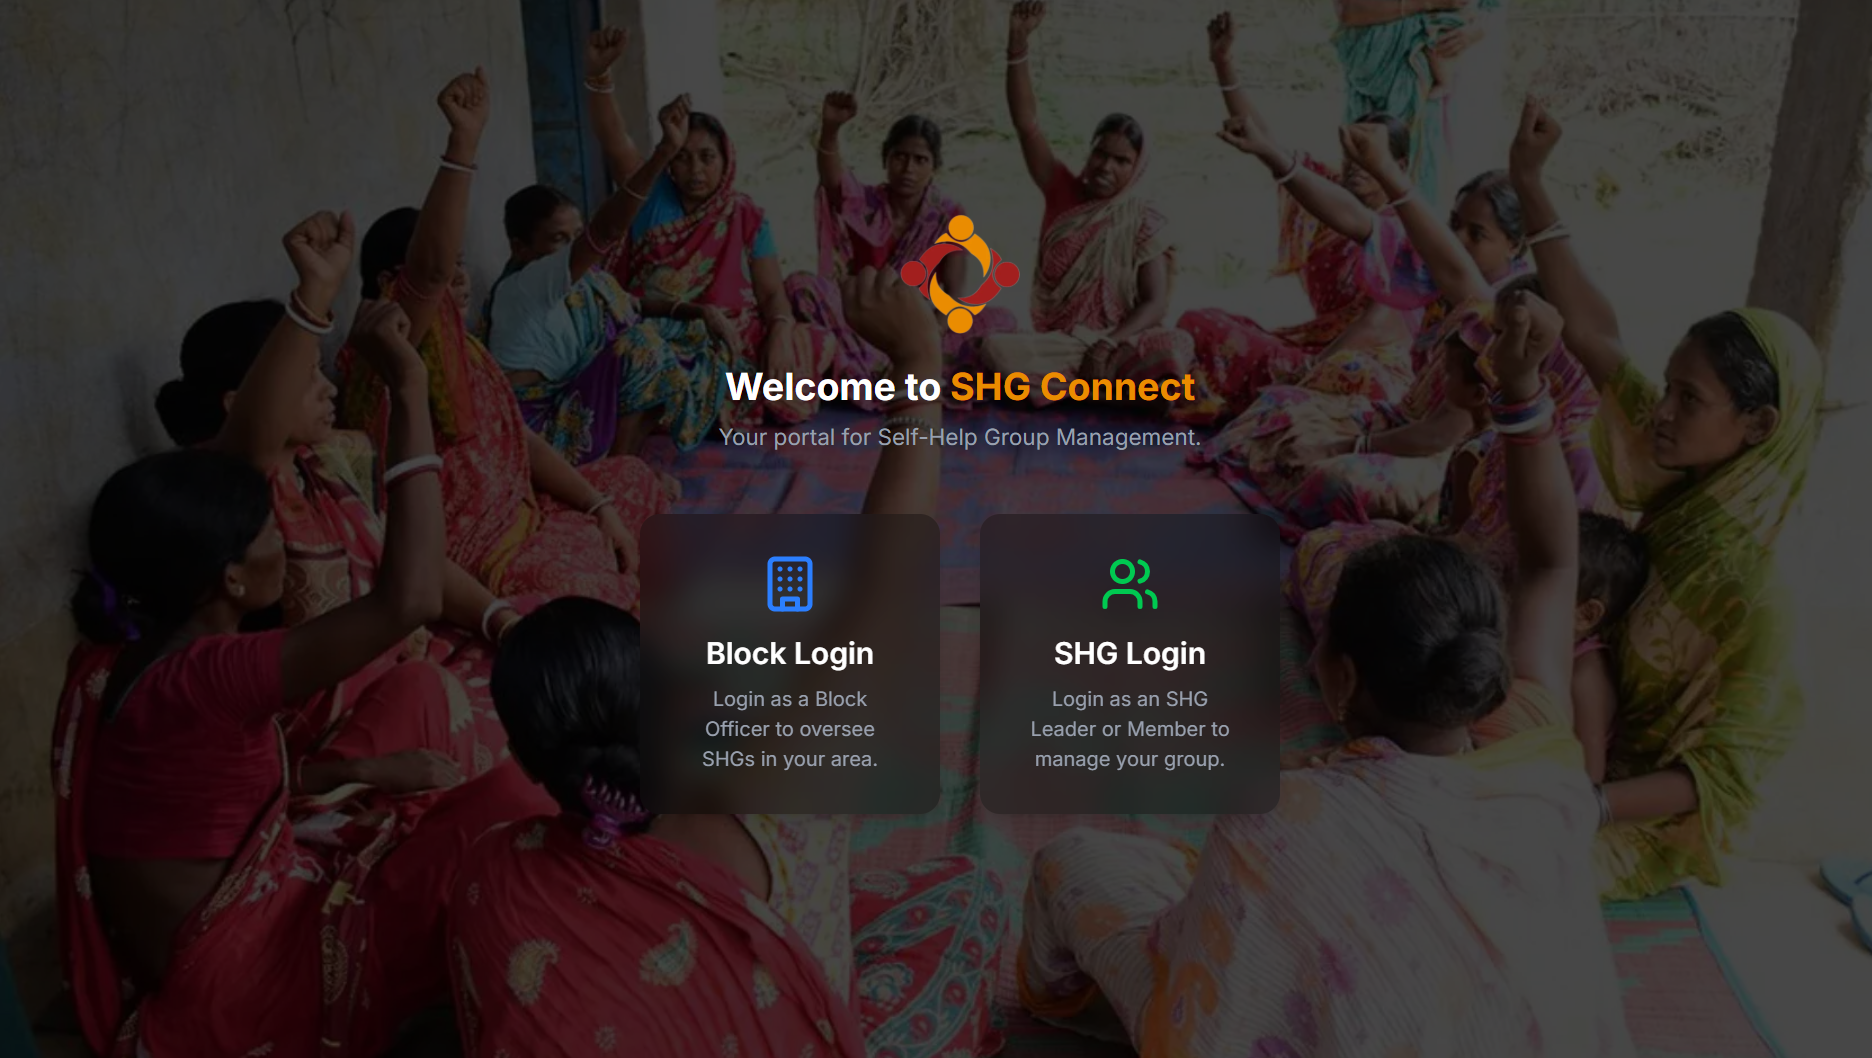 Welcome to SHG Connect
Your portal for Self-Help Group Management.
Block Login
Login as a Block
Officer to oversee
SHGs in your area.
SHG Login
Login as an SHG
Leader or Member to
manage your group.